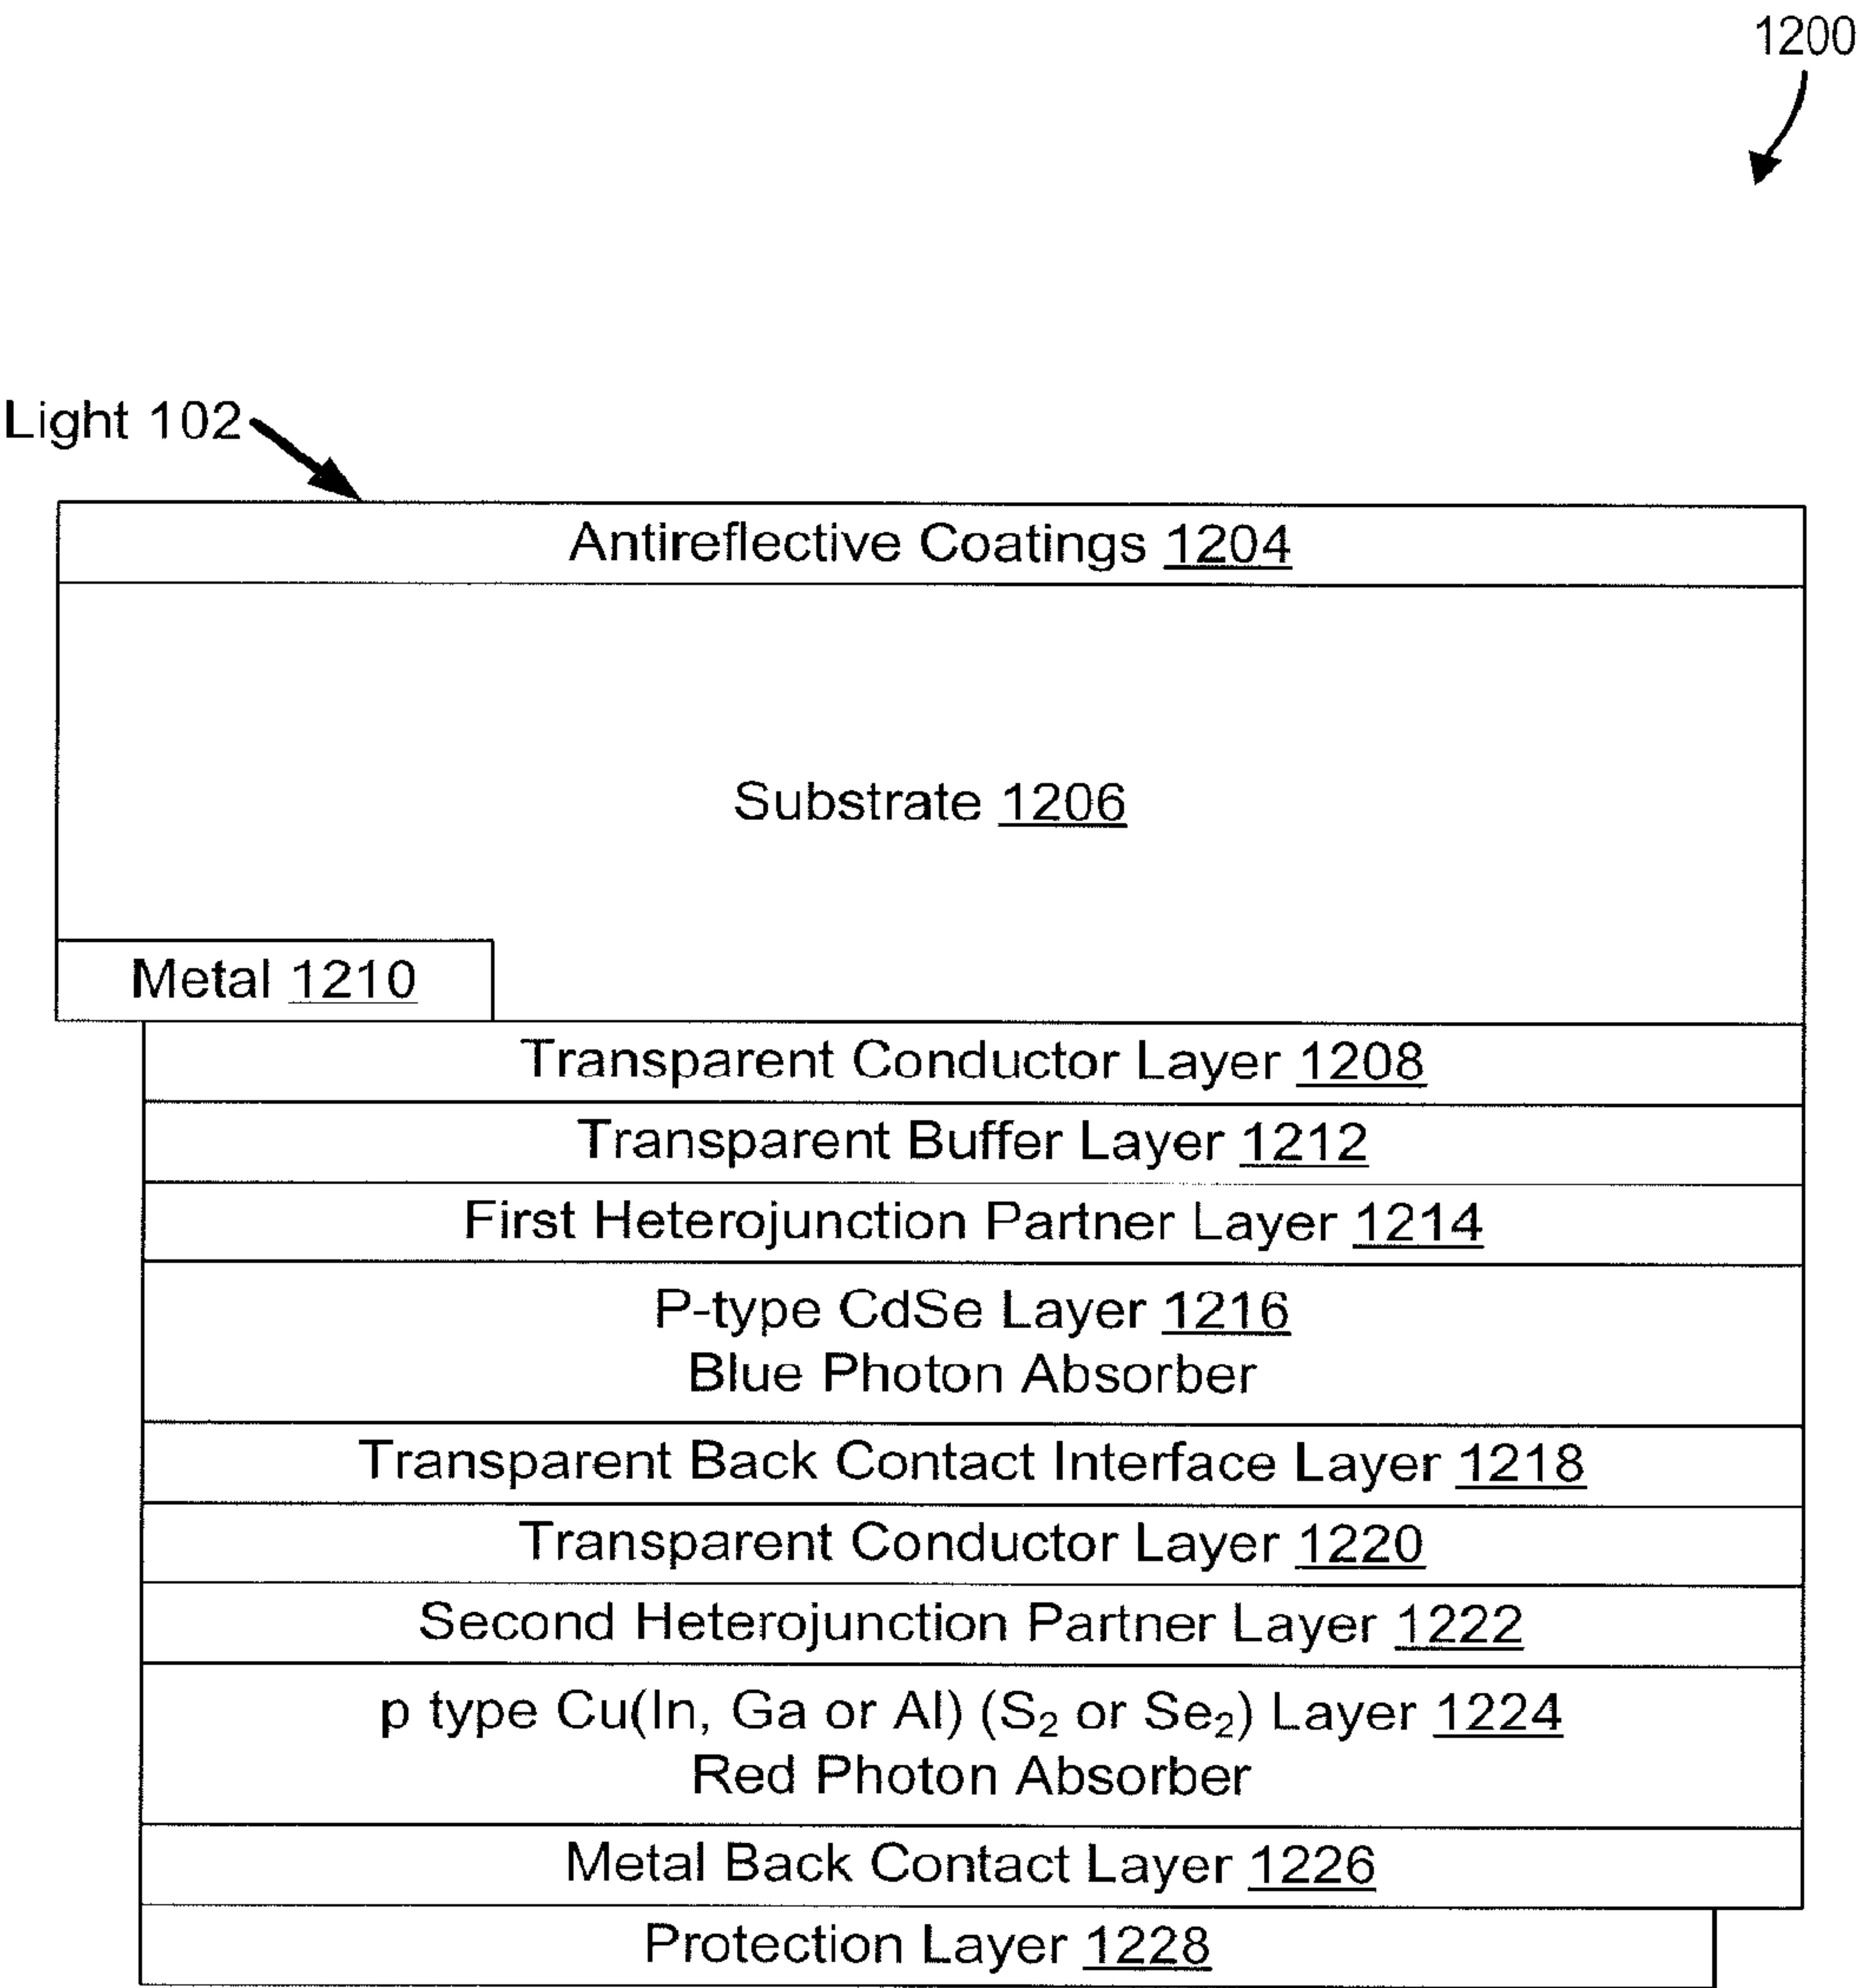 1200
Light 102
Antireflective Coatings 1204
Substrate 1206
Metal 1210
Transparent Conductor Layer 1208
Transparent Buffer Layer 1212
First Heterojunction Partner Layer 1214
P-type CdSe Layer 1216
Blue Photon Absorber
Transparent Back Contact Interface Layer 1218
Transparent Conductor Layer 1220
Second Heterojunction Partner Layer 1222
p type Cu(In, Ga or Al) (S₂ or Se₂) Layer 1224
Red Photon Absorber
Metal Back Contact Layer 1226
Protection Layer 1228